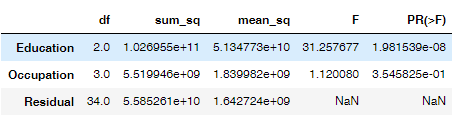 df sum_sq mean_sq F PR(>F)
Education 2.0 1.026955e+11 5.134773e+10 31.257677 1.981539e-08
Occupation 3.0 5.519946e+09 1.839982e+09 1.120080 3.545825e-01
Residual 34.0 5.585261e+10 1.642724e+09 NaN NaN